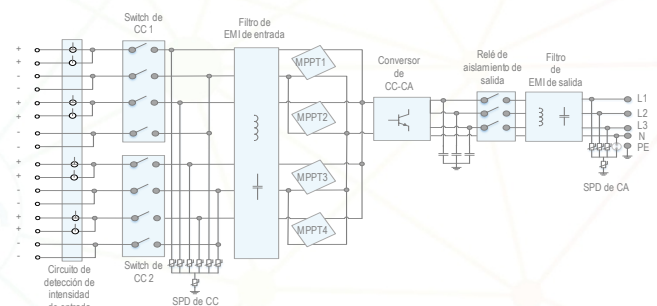 Switch de
CC 1
Filtro de
EMI de entrada
+
+
-
-
+
+
-
-
+
+
-
-
+
+
-
-
MPPT1
MPPT2
MPPT3
MPPT4
Conversor
de
CC-CA
Relé de
aislamiento de
salida
Filtro
de
EMI de salida
L1
L2
L3
N
PE
SPD de CA
Circuito de
detección de
intensidad
de entrada
Switch de
CC 2
SPD de CC